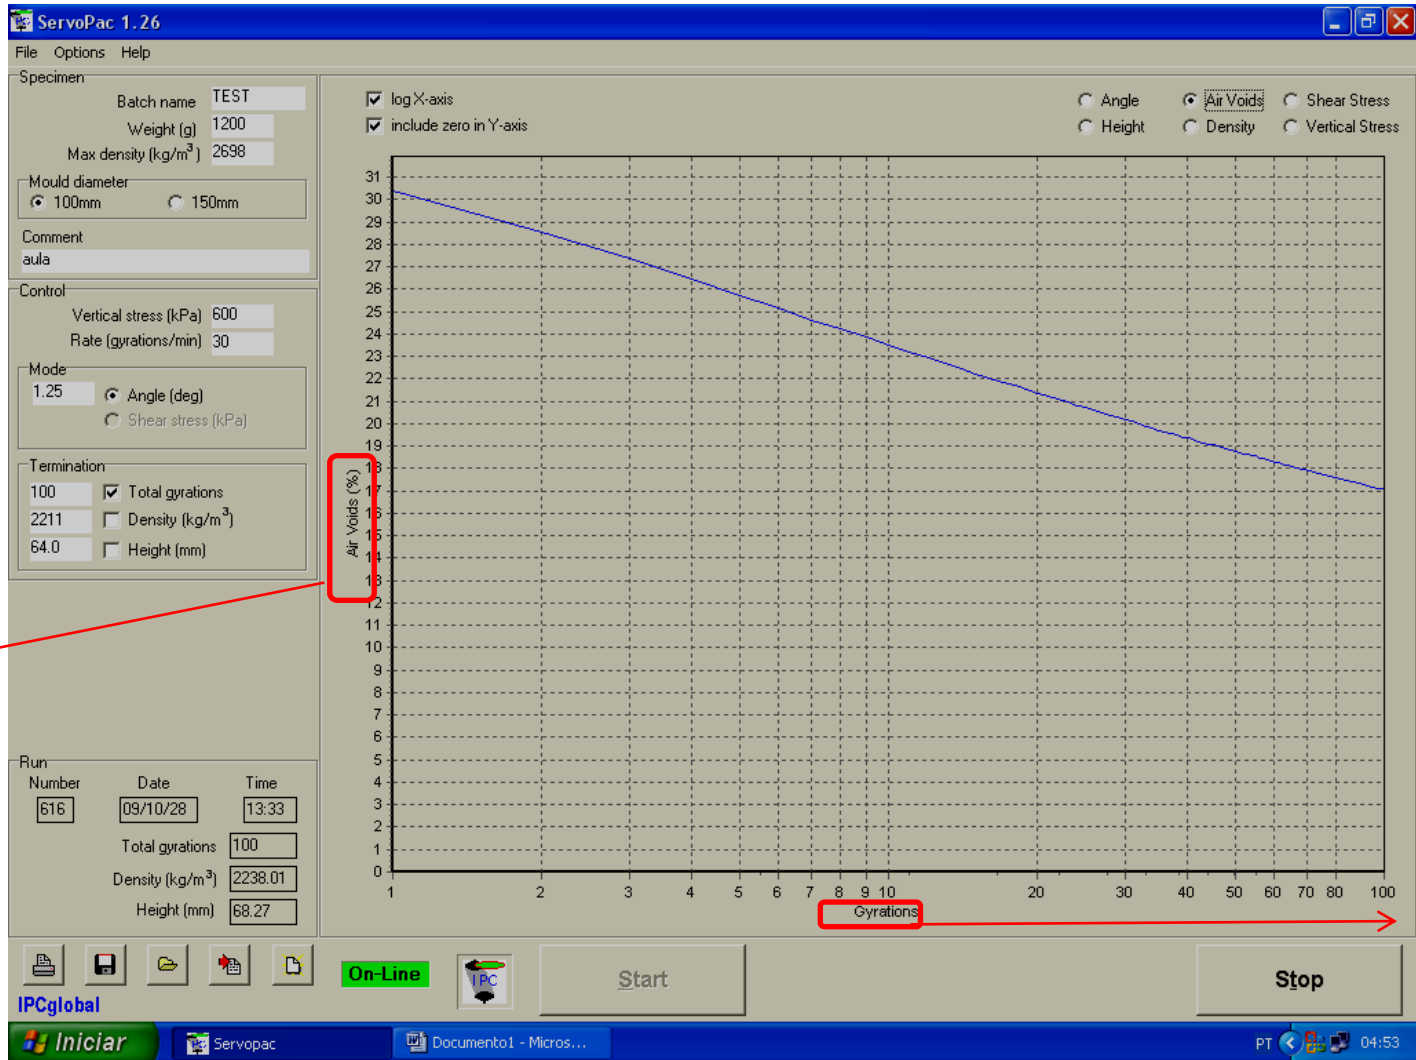 ServoPac 1.26
File Options Help
Specimen
Batch name TEST
Weight (g) 1200
Max density (kg/m³) 2698
Mould diameter
100mm 150mm
Comment
aula
Control
Vertical stress (kPa) 600
Rate (gyrations/min) 30
Mode
1.25 Angle (deg)
Shear stress (kPa)
Termination
100 Total gyrations
2211 Density (kg/m³)
64.0 Height (mm)
Run
Number Date Time
616 09/10/28 13:33
Total gyrations 100
Density (kg/m³) 2238.01
Height (mm) 68.27
log X-axis
include zero in Y-axis
Angle Air Voids Shear Stress
Height Density Vertical Stress
31
30
29
28
27
26
25
24
23
22
21
20
19
18
17
16
15
14
13
12
11
10
9
8
7
6
5
4
3
2
1
0
Air Voids (%)
1 2 3 4 5 6 7 8 9 10 20 30 40 50 60 70 80 100
Gyrations
IPCglobal
On-Line
IPC
Start
Stop
Iniciar
Servopac
Documento1 - Micros...
PT
04:53